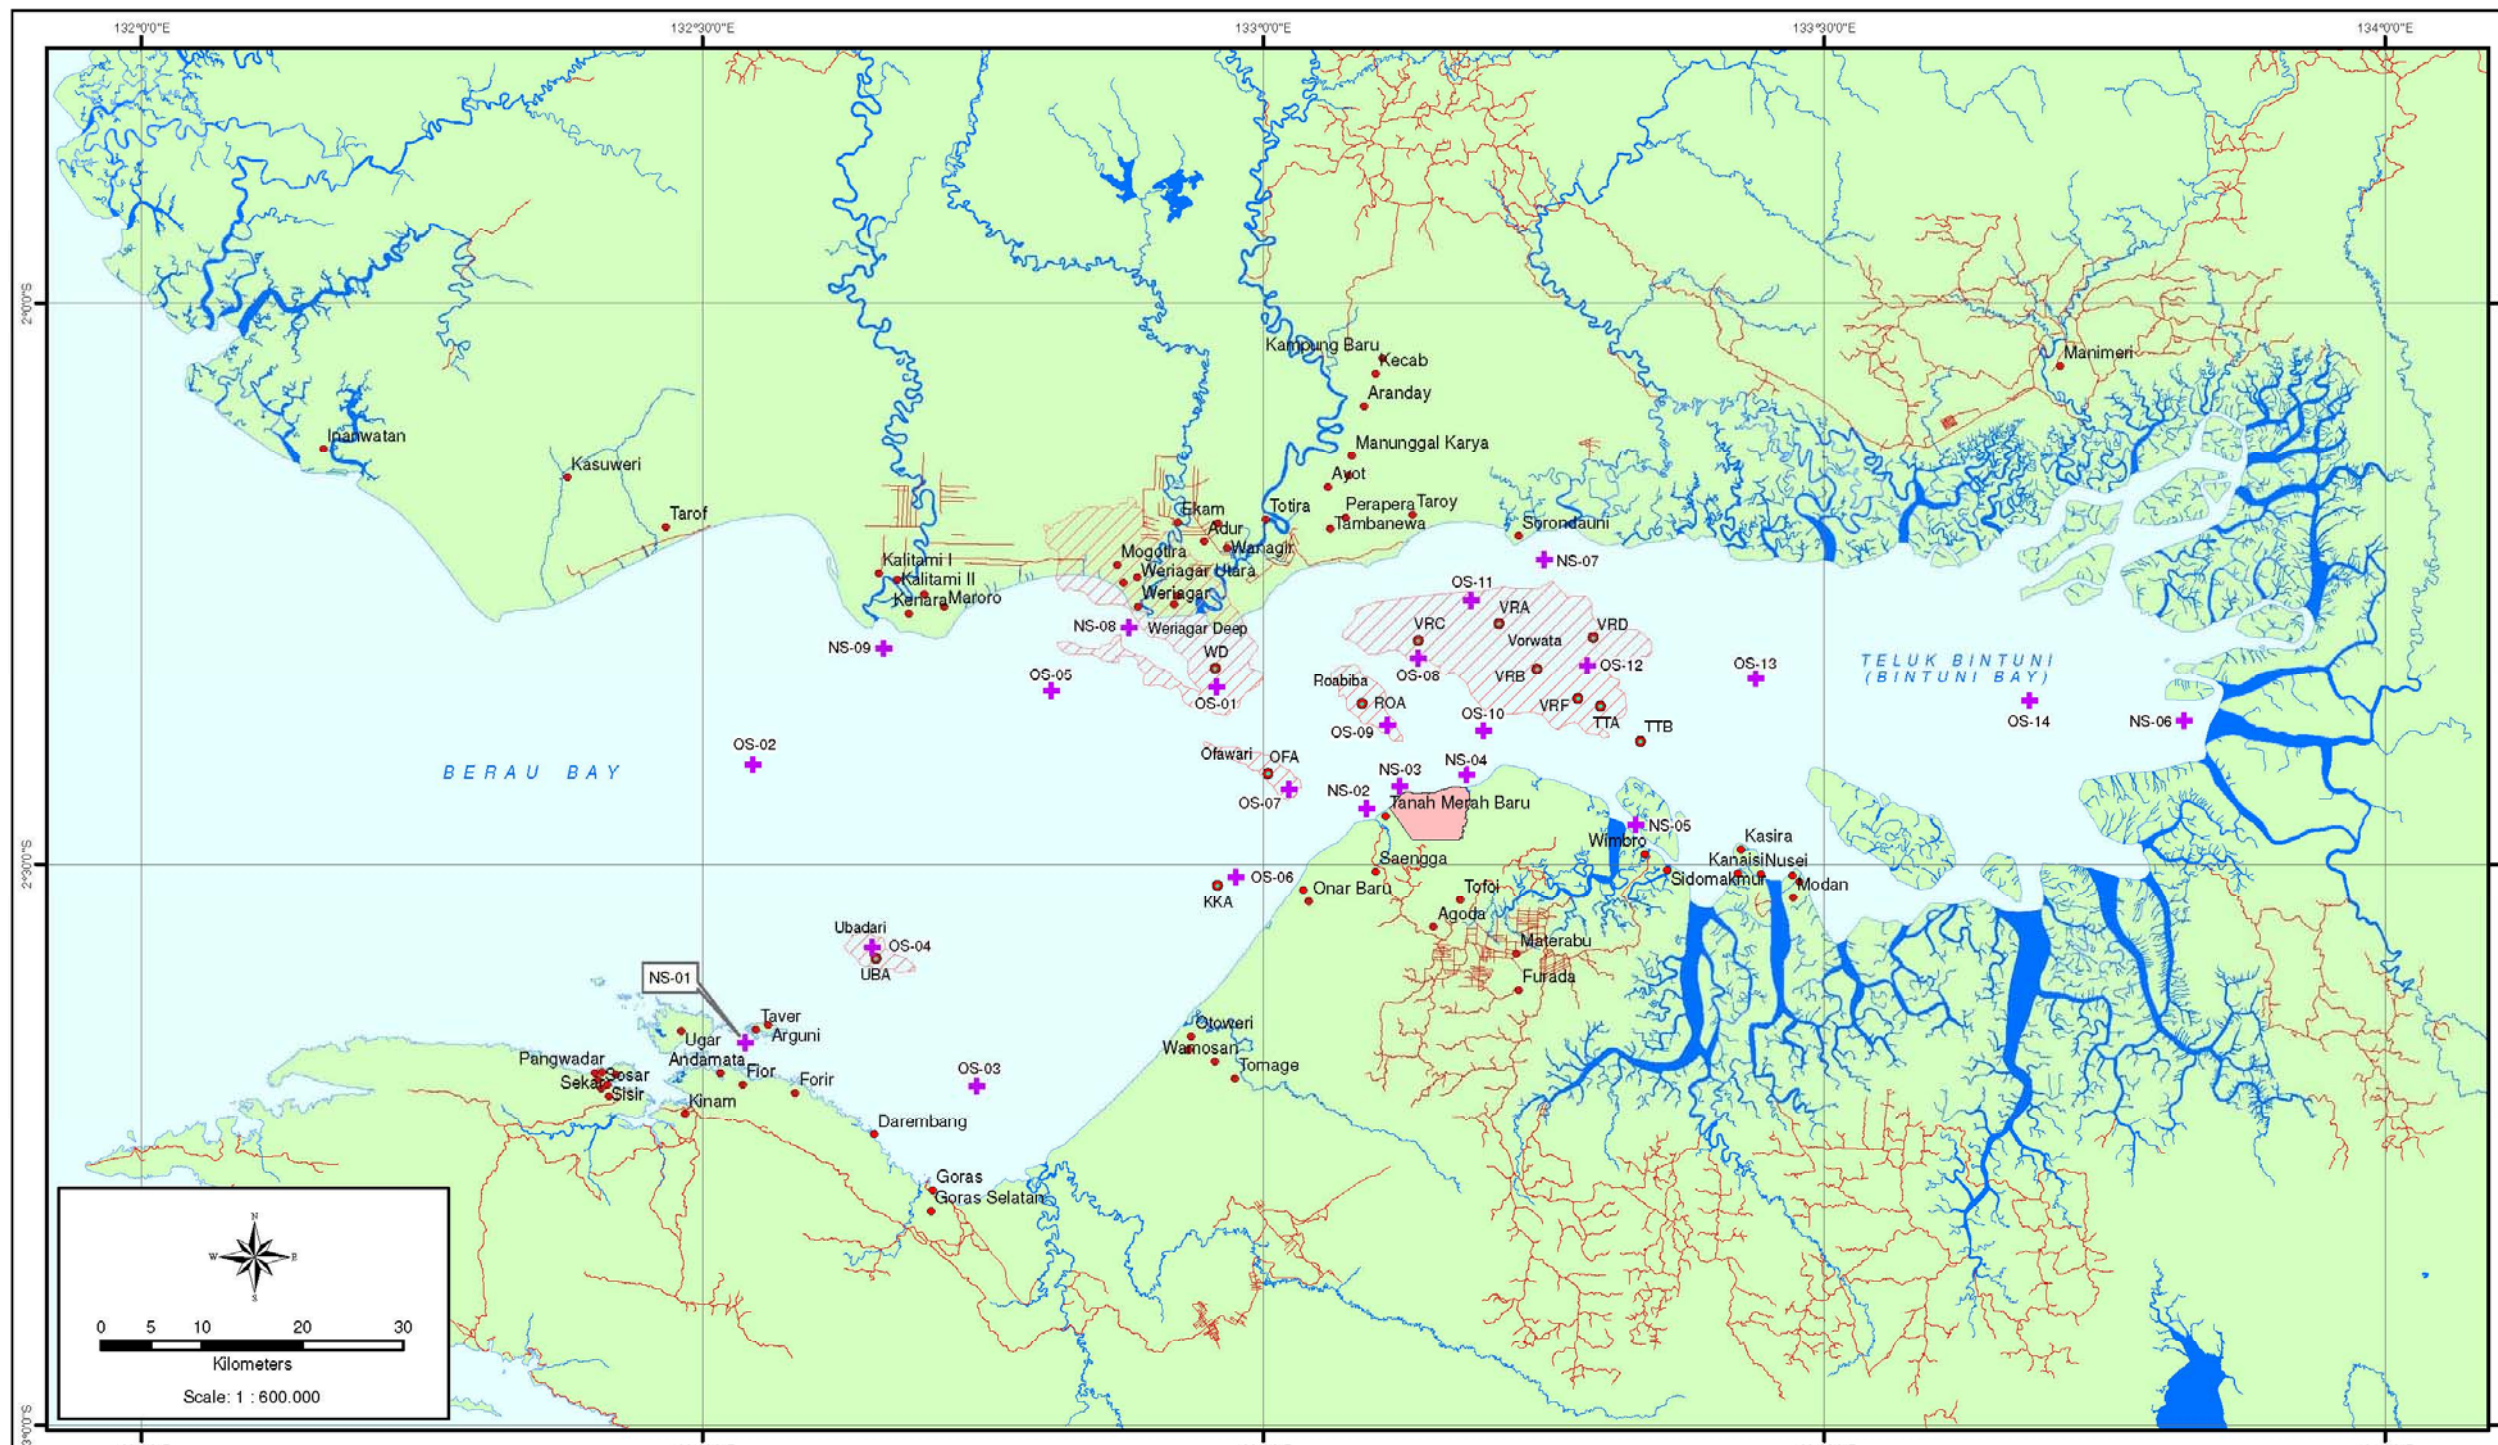 132°0'0"E
132°30'0"E
133°0'0"E
133°30'0"E
134°0'0"E
2°0'0"S
2°30'0"S
3°0'0"S
Kampung Baru
Kecab
Manimeri
Aranday
Inanwatan
Manunggal Karya
Kasuweri
Ayot
Tarof
Ekam
Totira
Perapera
Taroy
Adur
Tambanewa
Sorondauni
Mogotira
Wanagir
Kalitami I
Weriagar Utara
NS-07
Kalitami II
OS-11
Kenara
Maroro
Weriagar
VRA
NS-08
Weriagar Deep
VRC
VRD
Vorwata
NS-09
WD
OS-12
OS-13
TELUK BINTUNI
(BINTUNI BAY)
OS-05
Roabiba
OS-08
VRB
OS-01
ROA
VRF
OS-10
TTA
OS-14
NS-06
OS-09
TTB
OS-02
Ofawari
OFA
BERAU BAY
NS-03
NS-04
OS-07
NS-02
Tanah Merah Baru
NS-05
Wimbro
Kasira
Saengga
Kanaisi
Nusei
OS-06
Sidomakmur
Onar Baru
Tofoi
Modan
KKA
Agoda
Ubadari
OS-04
Materabu
UBA
NS-01
Furada
Taver
Otoweri
Ugar
Arguni
Wamosan
Pangwadar
Andamata
Tomage
Sosar
Fior
OS-03
Forir
Sekar
Sisir
Kinam
Darembang
Goras
Goras Selatan
N
W
E
S
0 5 10 20 30
Kilometers
Scale: 1 : 600.000